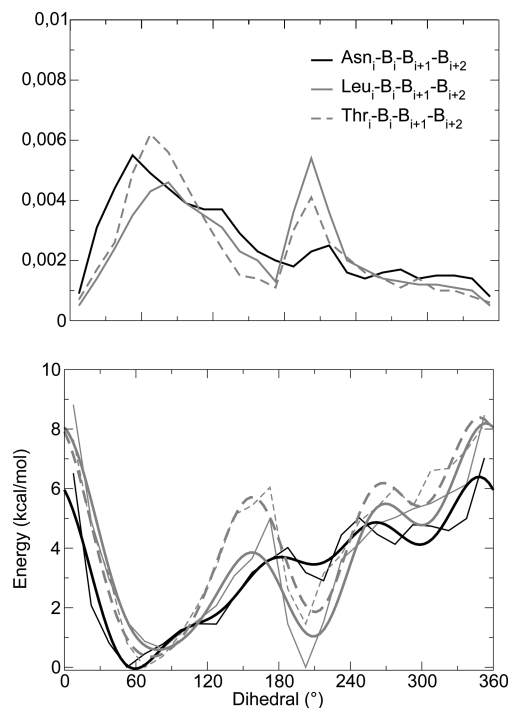 0,01
0,008
0,006
0,004
0,002
0
Asni-Bi-Bi+1-Bi+2
Leui-Bi-Bi+1-Bi+2
Thri-Bi-Bi+1-Bi+2
10
8
6
4
2
0
Energy (kcal/mol)
0 60 120 180 240 300 360
Dihedral (°)